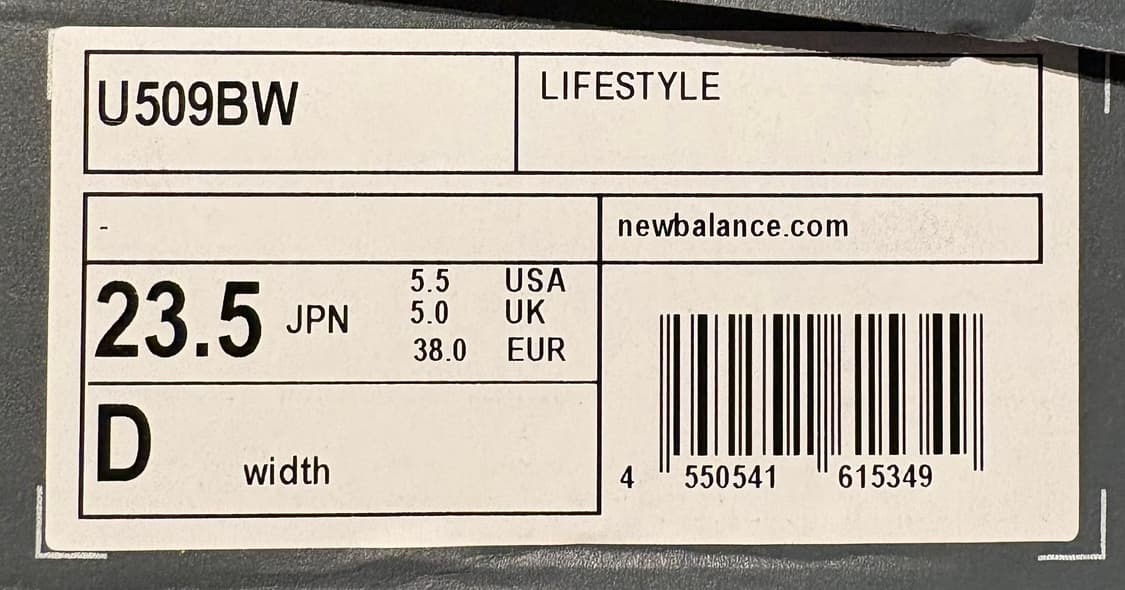 U509BW
LIFESTYLE
-
newbalance.com
23.5 JPN
5.5 USA
5.0 UK
38.0 EUR
D width
4 550541 615349